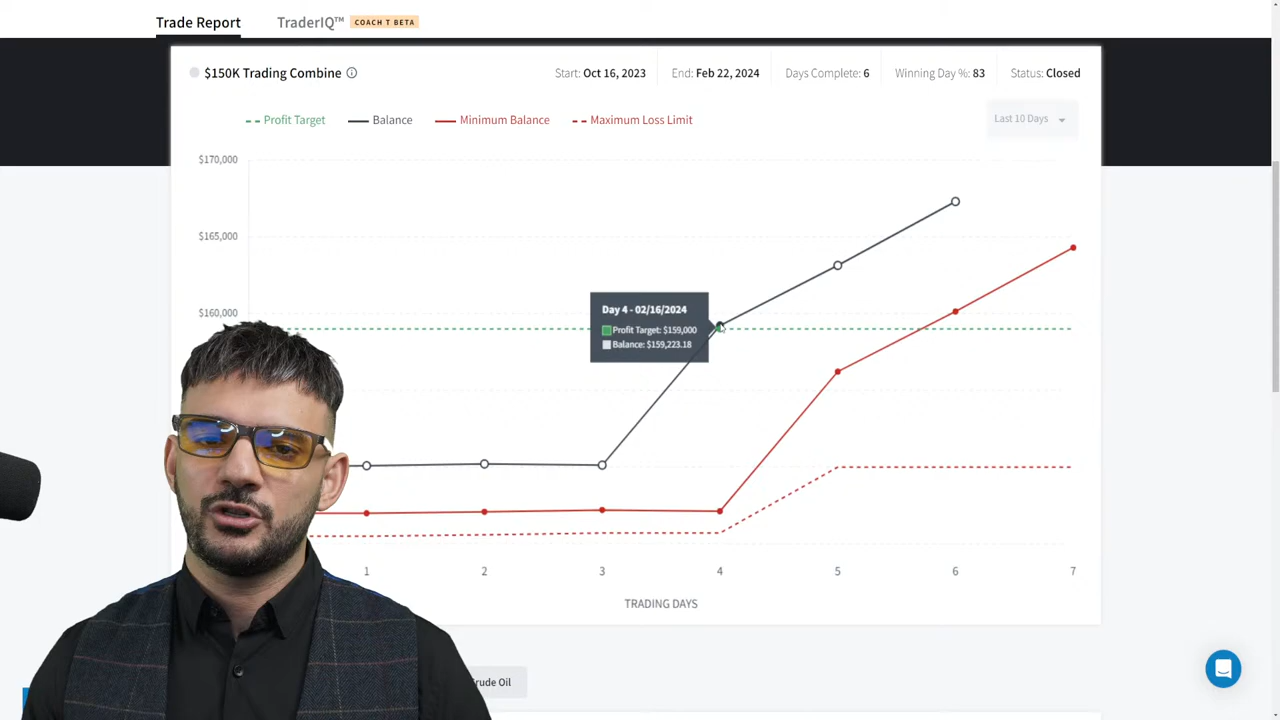 Trade Report
TraderIQ™ COACH T BETA
$150K Trading Combine
Start: Oct 16, 2023
End: Feb 22, 2024
Days Complete: 6
Winning Day %: 83
Status: Closed
Profit Target
Balance
Minimum Balance
Maximum Loss Limit
Last 10 Days
$170,000
$165,000
$160,000
Day 4 - 02/16/2024
Profit Target: $159,000
Balance: $159,223.18
1 2 3 4 5 6 7
TRADING DAYS
rude Oil